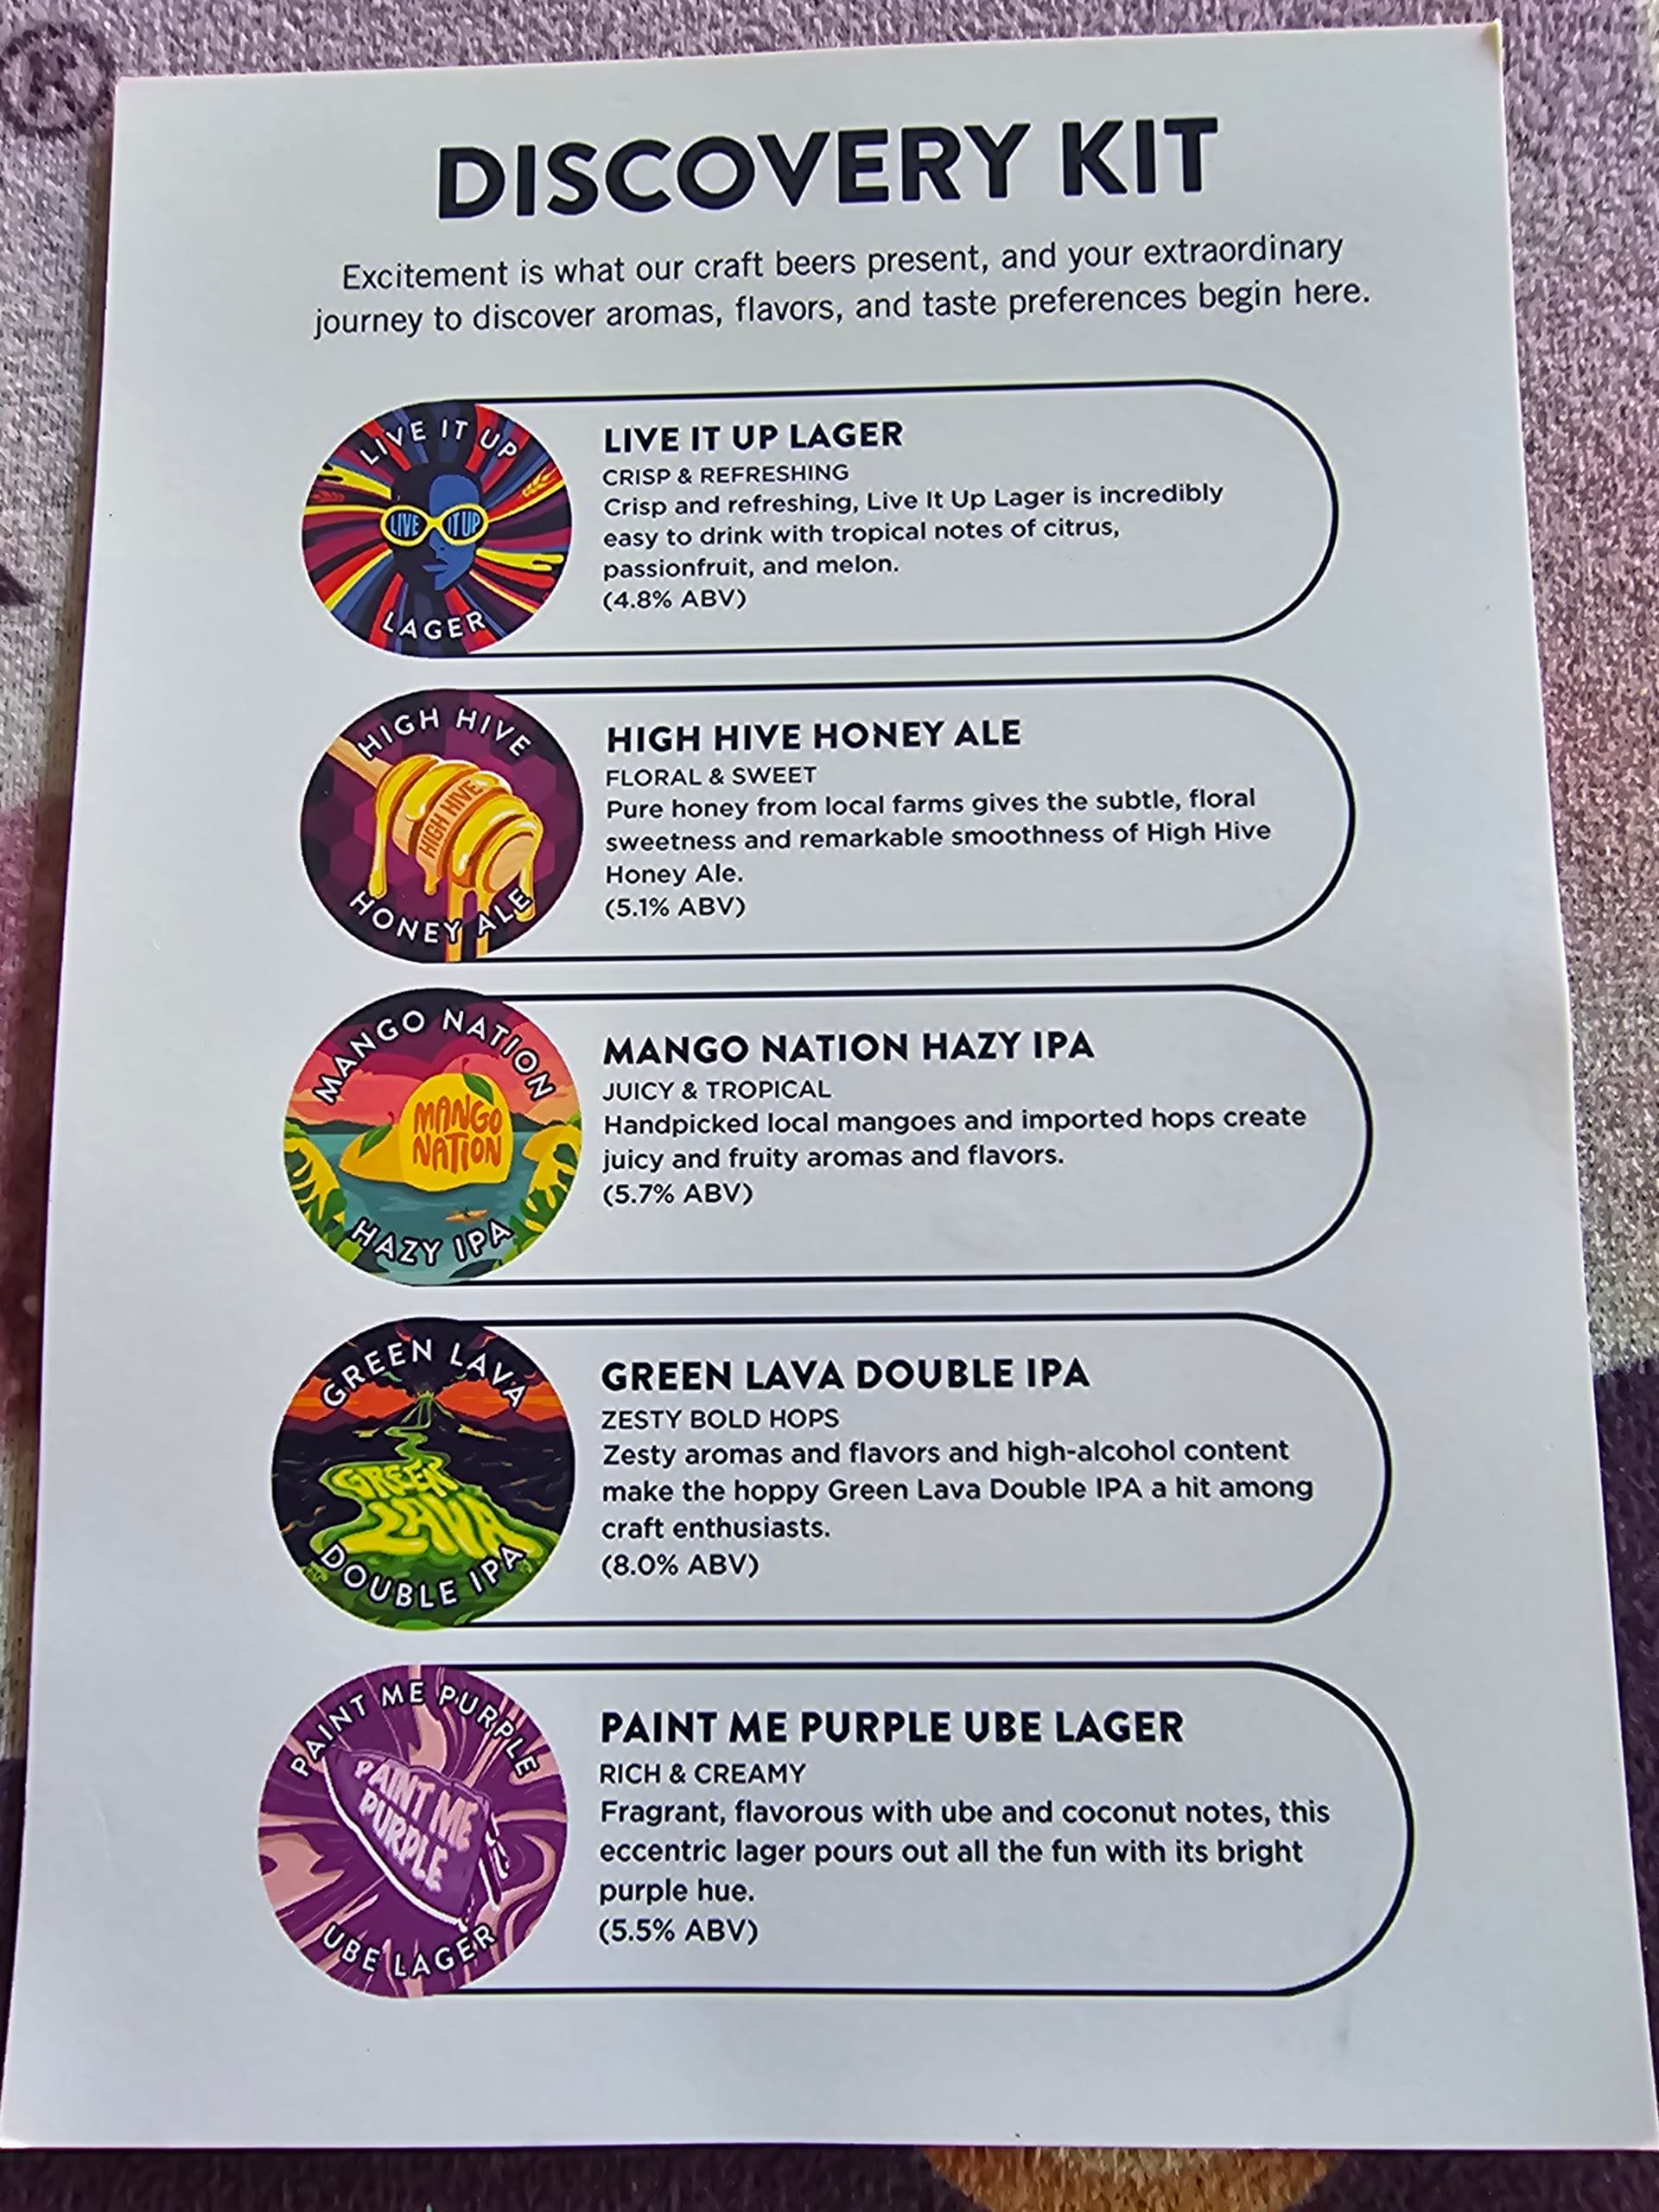 DISCOVERY KIT
Excitement is what our craft beers present, and your extraordinary
journey to discover aromas, flavors, and taste preferences begin here.
LIVE IT UP
LIVE IT UP
LAGER
LIVE IT UP LAGER
CRISP & REFRESHING
Crisp and refreshing, Live It Up Lager is incredibly
easy to drink with tropical notes of citrus,
passionfruit, and melon.
(4.8% ABV)
HIGH HIVE
HIGH HIVE
HONEY ALE
HIGH HIVE HONEY ALE
FLORAL & SWEET
Pure honey from local farms gives the subtle, floral
sweetness and remarkable smoothness of High Hive
Honey Ale.
(5.1% ABV)
MANGO NATION
MANGO
NATION
HAZY IPA
MANGO NATION HAZY IPA
JUICY & TROPICAL
Handpicked local mangoes and imported hops create
juicy and fruity aromas and flavors.
(5.7% ABV)
GREEN LAVA
GREEN
LAVA
DOUBLE IPA
GREEN LAVA DOUBLE IPA
ZESTY BOLD HOPS
Zesty aromas and flavors and high-alcohol content
make the hoppy Green Lava Double IPA a hit among
craft enthusiasts.
(8.0% ABV)
PAINT ME PURPLE
PAINT ME
PURPLE
UBE LAGER
PAINT ME PURPLE UBE LAGER
RICH & CREAMY
Fragrant, flavorous with ube and coconut notes, this
eccentric lager pours out all the fun with its bright
purple hue.
(5.5% ABV)